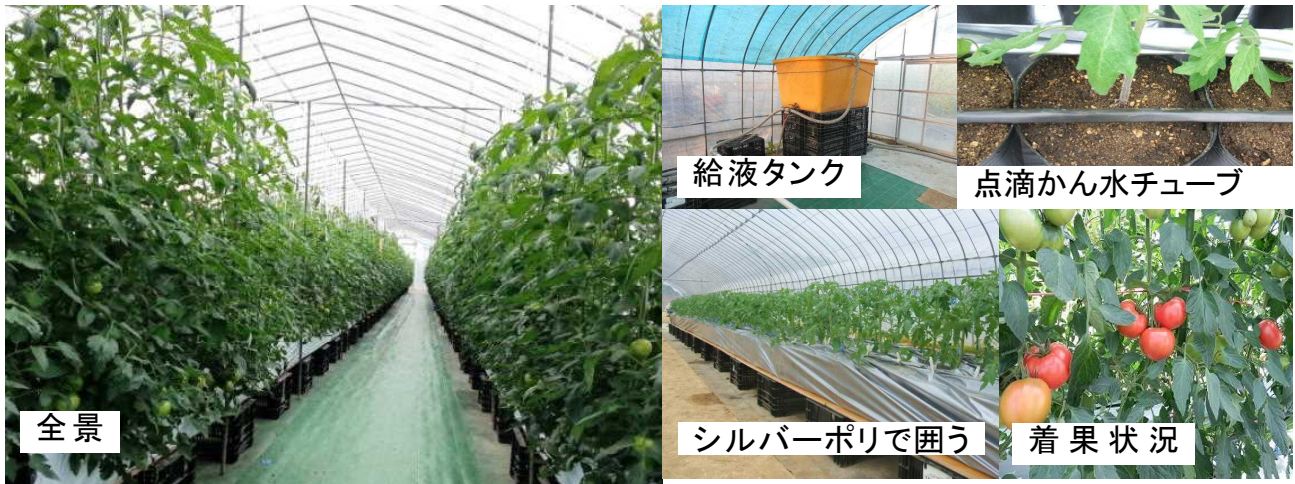 全景
給液タンク
点滴かん水チューブ
シルバーポリで囲う
着果状況